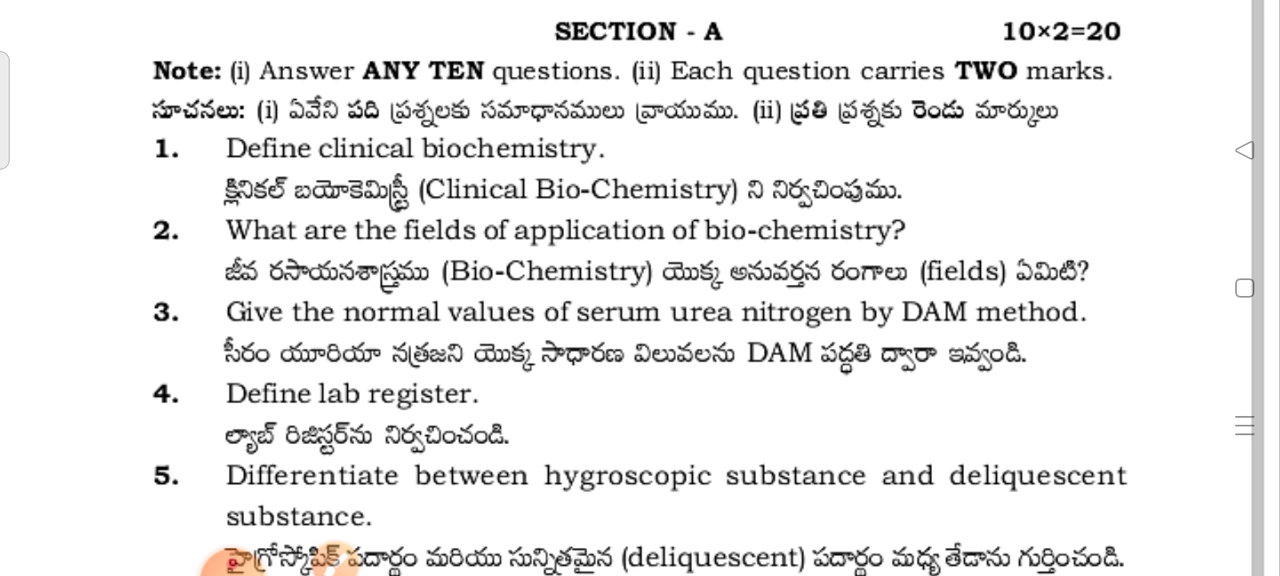 SECTION - A 10×2=20
Note: (i) Answer ANY TEN questions. (ii) Each question carries TWO marks.
సూచనలు: (i) ఏవేని పది ప్రశ్నలకు సమాధానములు వ్రాయుము. (ii) ప్రతి ప్రశ్నకు రెండు మార్కులు
1. Define clinical biochemistry.
క్లినికల్ బయోకెమిస్ట్రీ (Clinical Bio-Chemistry) ని నిర్వచింపుము.
2. What are the fields of application of bio-chemistry?
జీవ రసాయనశాస్త్రము (Bio-Chemistry) యొక్క అనువర్తన రంగాలు (fields) ఏమిటి?
3. Give the normal values of serum urea nitrogen by DAM method.
సీరం యూరియా నత్రజని యొక్క సాధారణ విలువలను DAM పద్ధతి ద్వారా ఇవ్వండి.
4. Define lab register.
ల్యాబ్ రిజిస్టర్‌ను నిర్వచించండి.
5. Differentiate between hygroscopic substance and deliquescent
substance.
హైగ్రోస్కోపిక్ పదార్థం మరియు సున్నితమైన (deliquescent) పదార్థం మధ్య తేడాను గుర్తించండి.